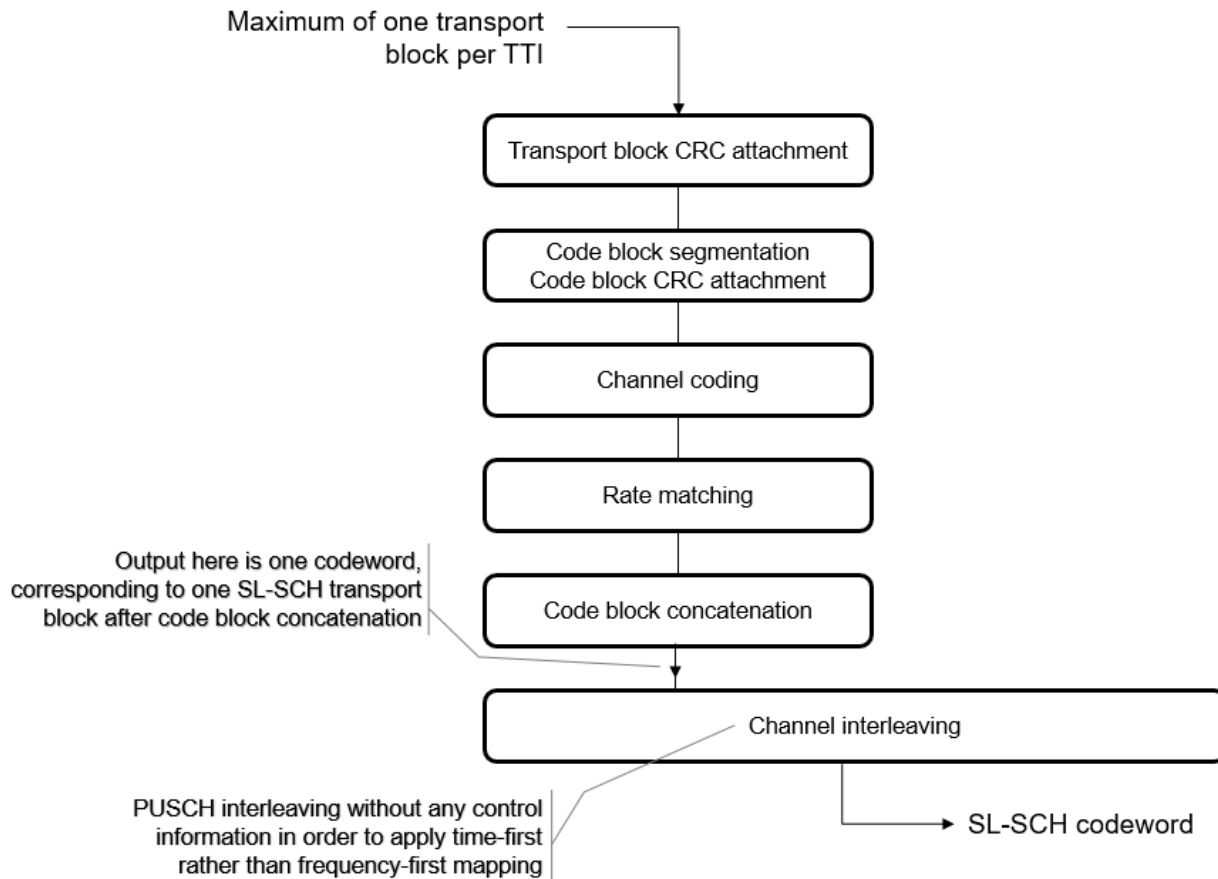 Maximum of one transport
block per TTI
Transport block CRC attachment
Code block segmentation
Code block CRC attachment
Channel coding
Rate matching
Output here is one codeword,
corresponding to one SL-SCH transport
block after code block concatenation
Code block concatenation
Channel interleaving
PUSCH interleaving without any control
information in order to apply time-first
rather than frequency-first mapping
SL-SCH codeword